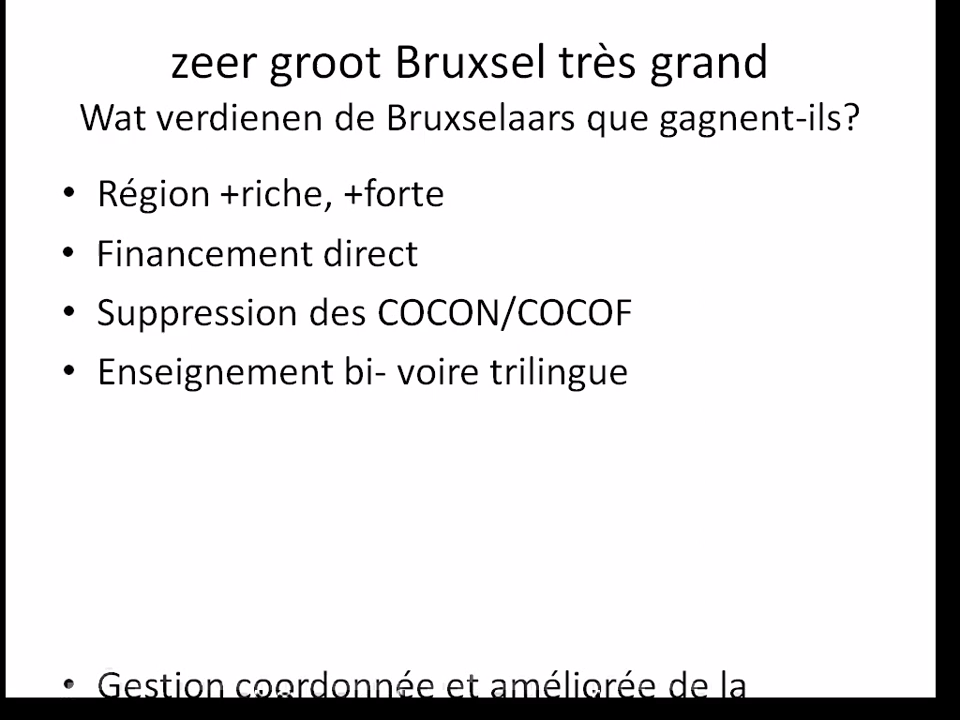 zeer groot Bruxsel très grand
Wat verdienen de Bruxselaars que gagnent-ils?
• Région +riche, +forte
• Financement direct
• Suppression des COCON/COCOF
• Enseignement bi- voire trilingue
• Gestion coordonnée et améliorée de la